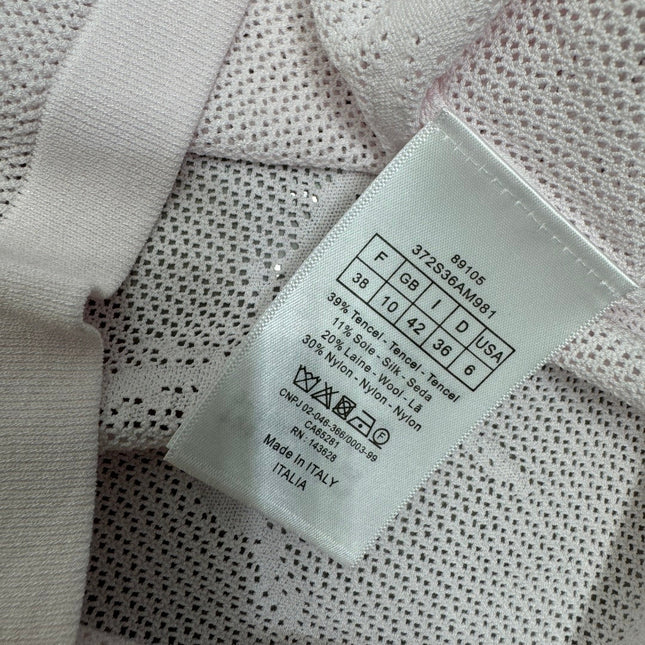 89105
372S36AM981
F GB I D USA
38 10 42 36 6
39% Tencel - Tencel - Tencel
11% Soie - Silk - Seda
20% Laine - Wool - Lã
30% Nylon - Nylon - Nylon
F
CNPJ 02-046-366/0003-99
CA65281
RN : 143628
Made In ITALY
ITALIA